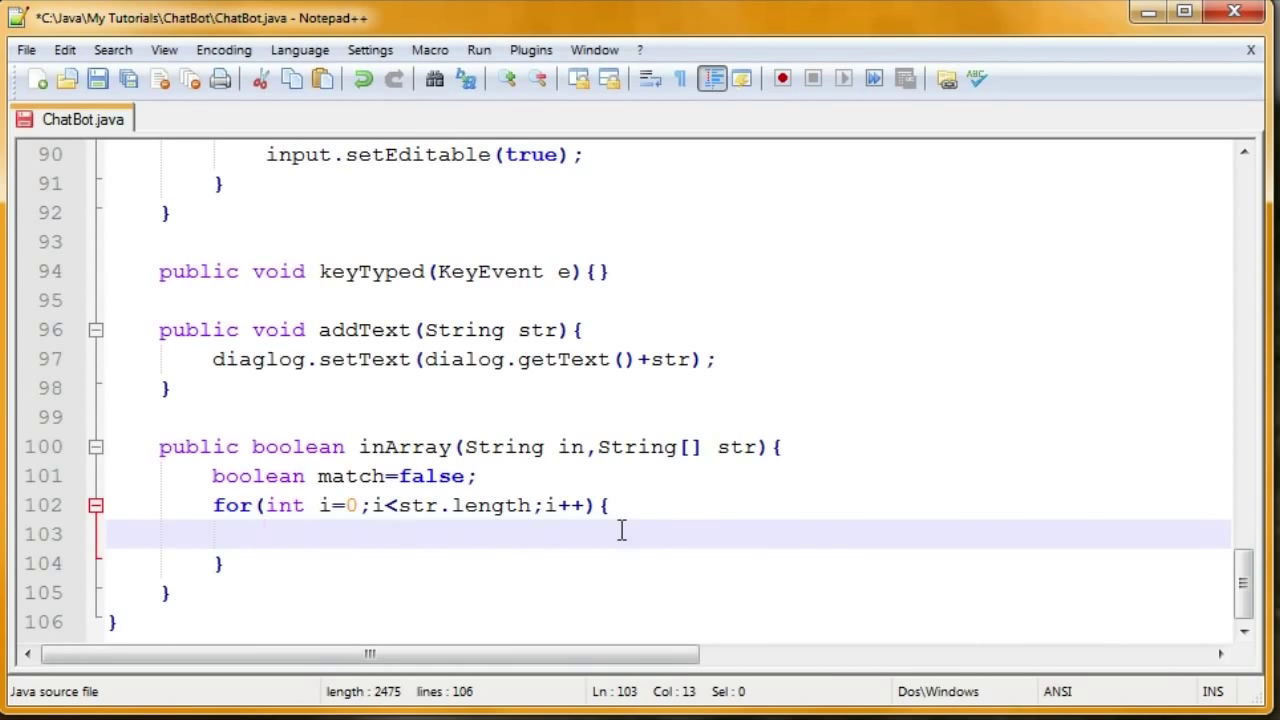 *C:\Java\My Tutorials\ChatBot\ChatBot.java - Notepad++
File Edit Search View Encoding Language Settings Macro Run Plugins Window ? X
ABC
ChatBot.java
90 input.setEditable(true);
91 }
92 }
93
94 public void keyTyped(KeyEvent e){}
95
96 public void addText(String str){
97 diaglog.setText(dialog.getText()+str);
98 }
99
100 public boolean inArray(String in,String[] str){
101 boolean match=false;
102 for(int i=0;i<str.length;i++){
103
104 }
105 }
106 }
Java source file length : 2475 lines : 106 Ln : 103 Col : 13 Sel : 0 Dos\Windows ANSI INS